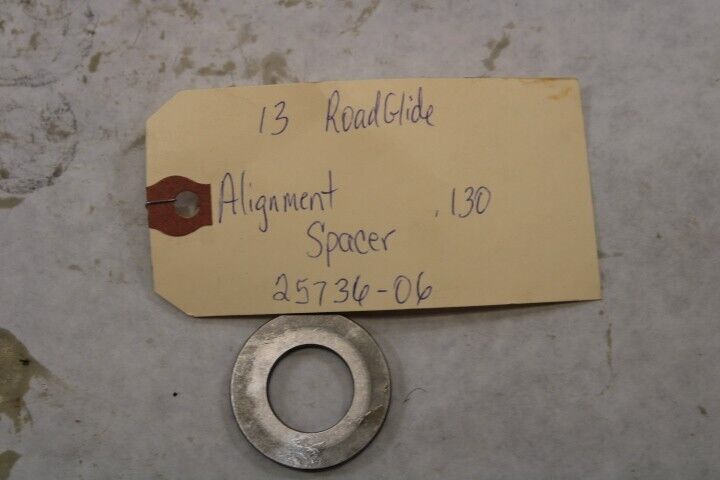 13 RoadGlide
Alignment .130
Spacer
25736-06